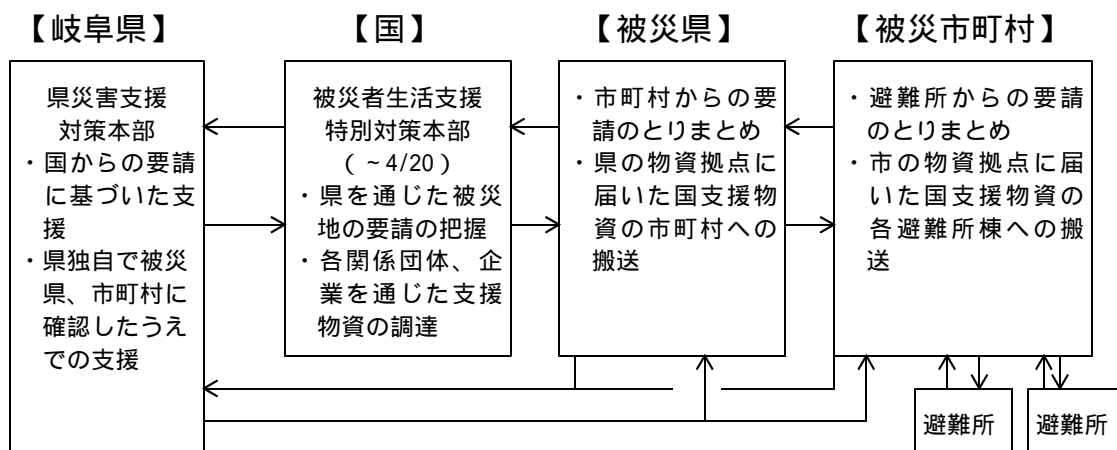 【岐阜県】
【国】
【被災県】
【被災市町村】
県災害支援
対策本部
・国からの要請
に基づいた支
援
・県独自で被災
県、市町村に
確認したうえ
での支援
被災者生活支援
特別対策本部
(~4/20)
・県を通じた被災
地の要請の把握
・各関係団体、企
業を通じた支援
物資の調達
・市町村からの要
請のとりまとめ
・県の物資拠点に
届いた国支援物
資の市町村への
搬送
・避難所からの要請
のとりまとめ
・市の物資拠点に届
いた国支援物資の
各避難所棟への搬
送
避難所
避難所